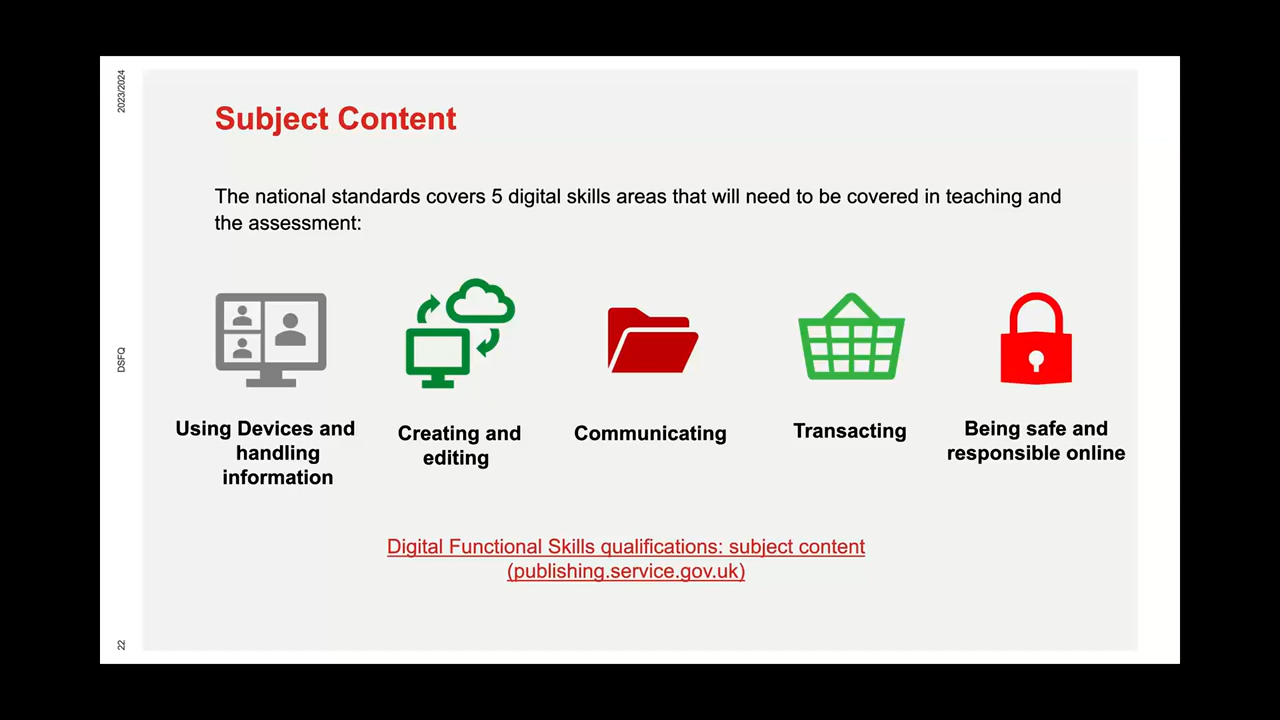 2023/2024
Subject Content
The national standards covers 5 digital skills areas that will need to be covered in teaching and
the assessment:
Using Devices and
handling
information
Creating and
editing
Communicating
Transacting
Being safe and
responsible online
Digital Functional Skills qualifications: subject content
(publishing.service.gov.uk)
DSFQ
22